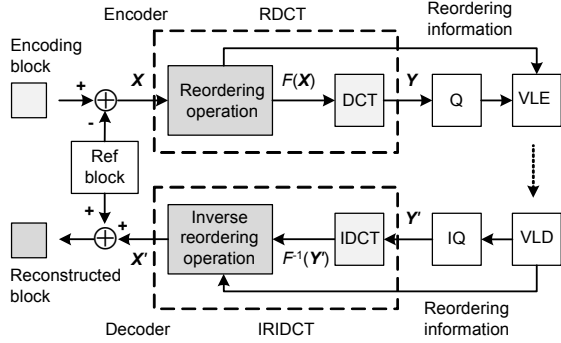 Encoder
RDCT
Reordering
information
Encoding
block
+
X
Reordering
operation
F(X)
DCT
Y
Q
VLE
-
Ref
block
+
+
Reconstructed
block
X'
Inverse
reordering
operation
F⁻¹(Y')
IDCT
Y'
IQ
VLD
Decoder
IRIDCT
Reordering
information